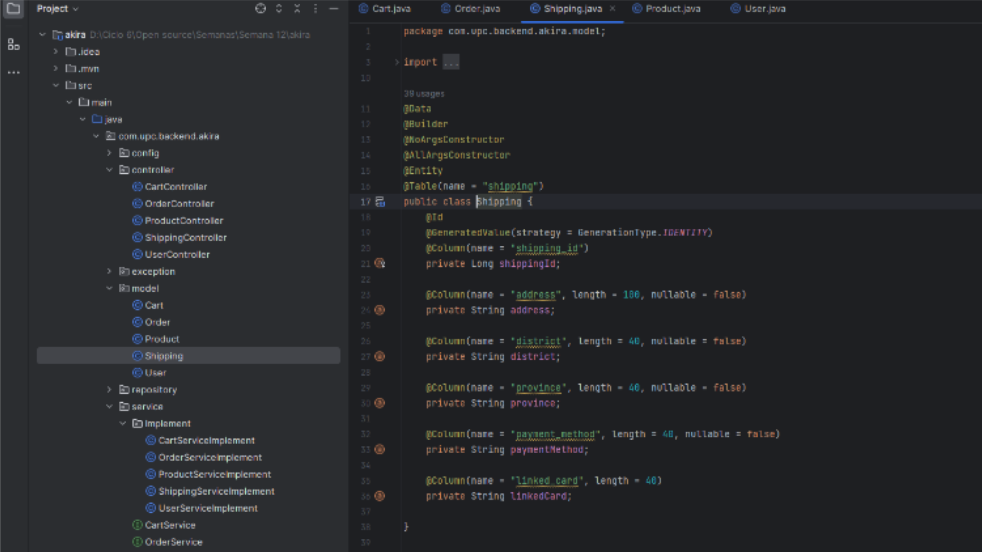 Project
akira D:\Ciclo 6\Open source\Semanas\Semana 12\akira
.idea
.mvn
src
main
java
com.upc.backend.akira
config
controller
CartController
OrderController
ProductController
ShippingController
UserController
exception
model
Cart
Order
Product
Shipping
User
repository
service
Implement
CartServiceImplement
OrderServiceImplement
ProductServiceImplement
ShippingServiceImplement
UserServiceImplement
CartService
OrderService
Cart.java Order.java Shipping.java Product.java User.java
1 package com.upc.backend.akira.model;
2
3 import ...
10
39 usages
11 @Data
12 @Builder
13 @NoArgsConstructor
14 @AllArgsConstructor
15 @Entity
16 @Table(name = "shipping")
17 public class Shipping {
18 @Id
19 @GeneratedValue(strategy = GenerationType.IDENTITY)
20 @Column(name = "shipping_id")
21 private Long shippingId;
22
23 @Column(name = "address", length = 100, nullable = false)
24 private String address;
25
26 @Column(name = "district", length = 40, nullable = false)
27 private String district;
28
29 @Column(name = "province", length = 40, nullable = false)
30 private String province;
31
32 @Column(name = "payment_method", length = 40, nullable = false)
33 private String paymentMethod;
34
35 @Column(name = "linked_card", length = 40)
36 private String linkedCard;
37
38 }
39